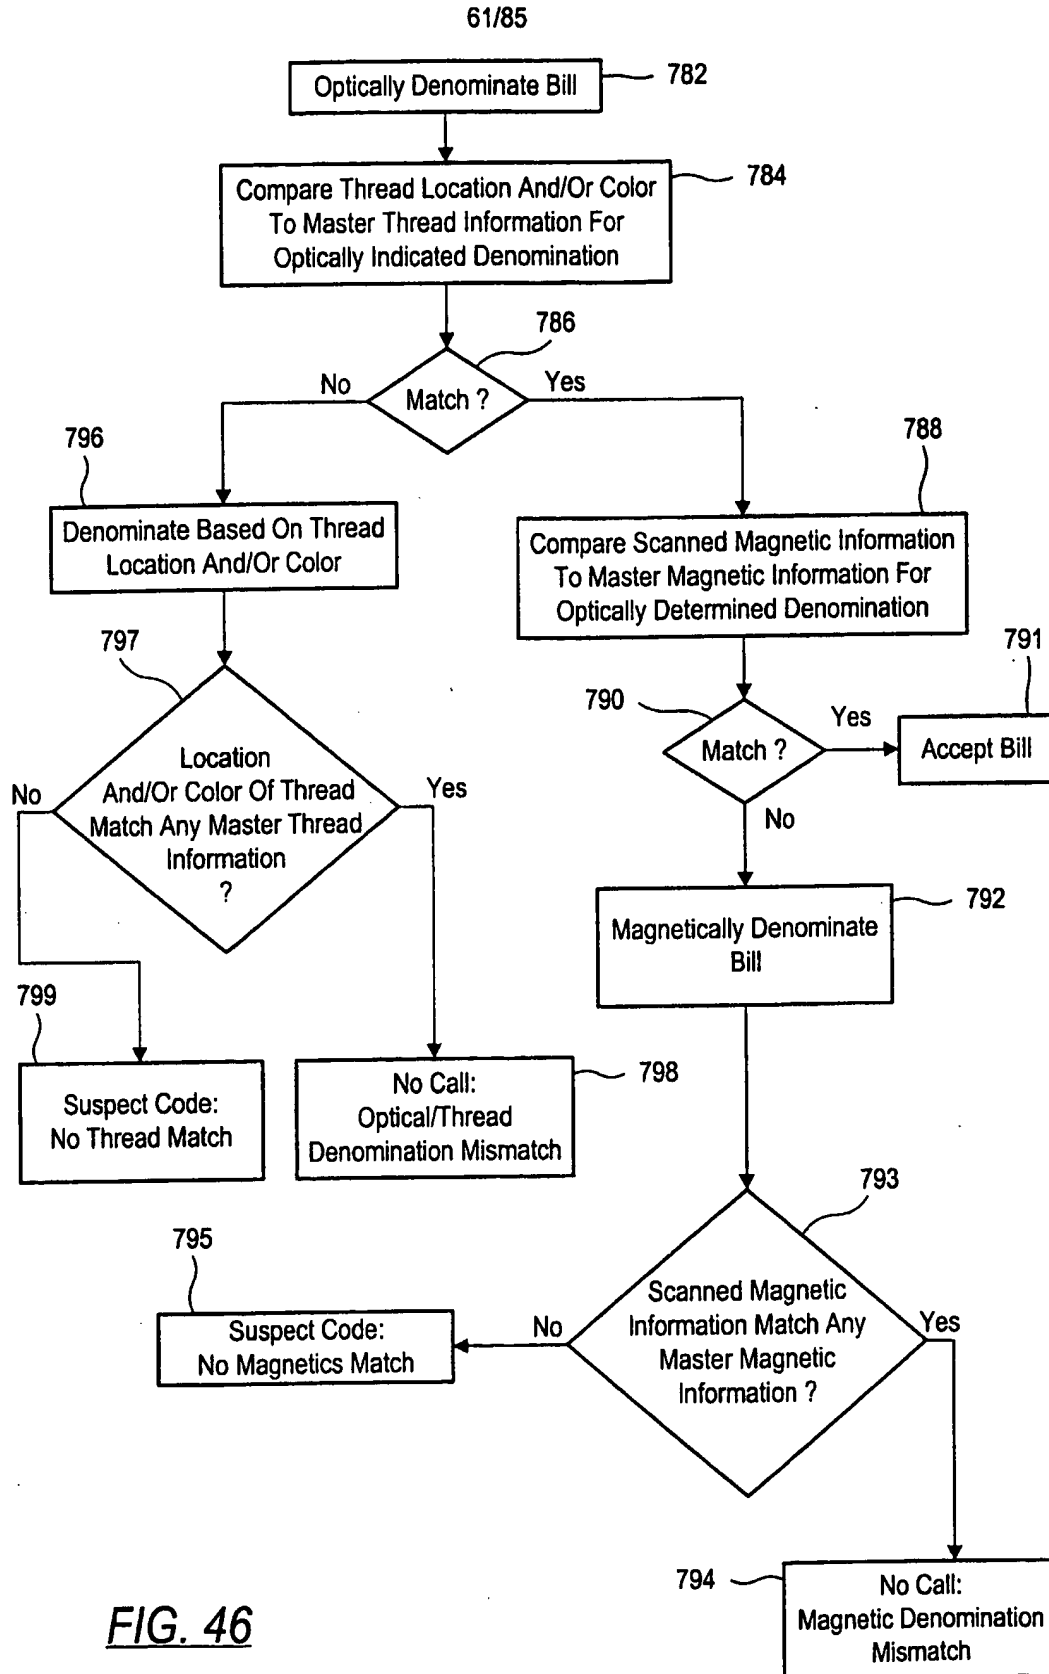 61/85
Optically Denominate Bill
782
Compare Thread Location And/Or Color
To Master Thread Information For
Optically Indicated Denomination
784
786
Match ?
No
Yes
796
Denominate Based On Thread
Location And/Or Color
788
Compare Scanned Magnetic Information
To Master Magnetic Information For
Optically Determined Denomination
797
Location
And/Or Color Of Thread
Match Any Master Thread
Information
?
No
Yes
790
Match ?
Yes
No
791
Accept Bill
792
Magnetically Denominate
Bill
799
Suspect Code:
No Thread Match
No Call:
Optical/Thread
Denomination Mismatch
798
793
Scanned Magnetic
Information Match Any
Master Magnetic
Information ?
No
Yes
795
Suspect Code:
No Magnetics Match
794
No Call:
Magnetic Denomination
Mismatch
FIG. 46